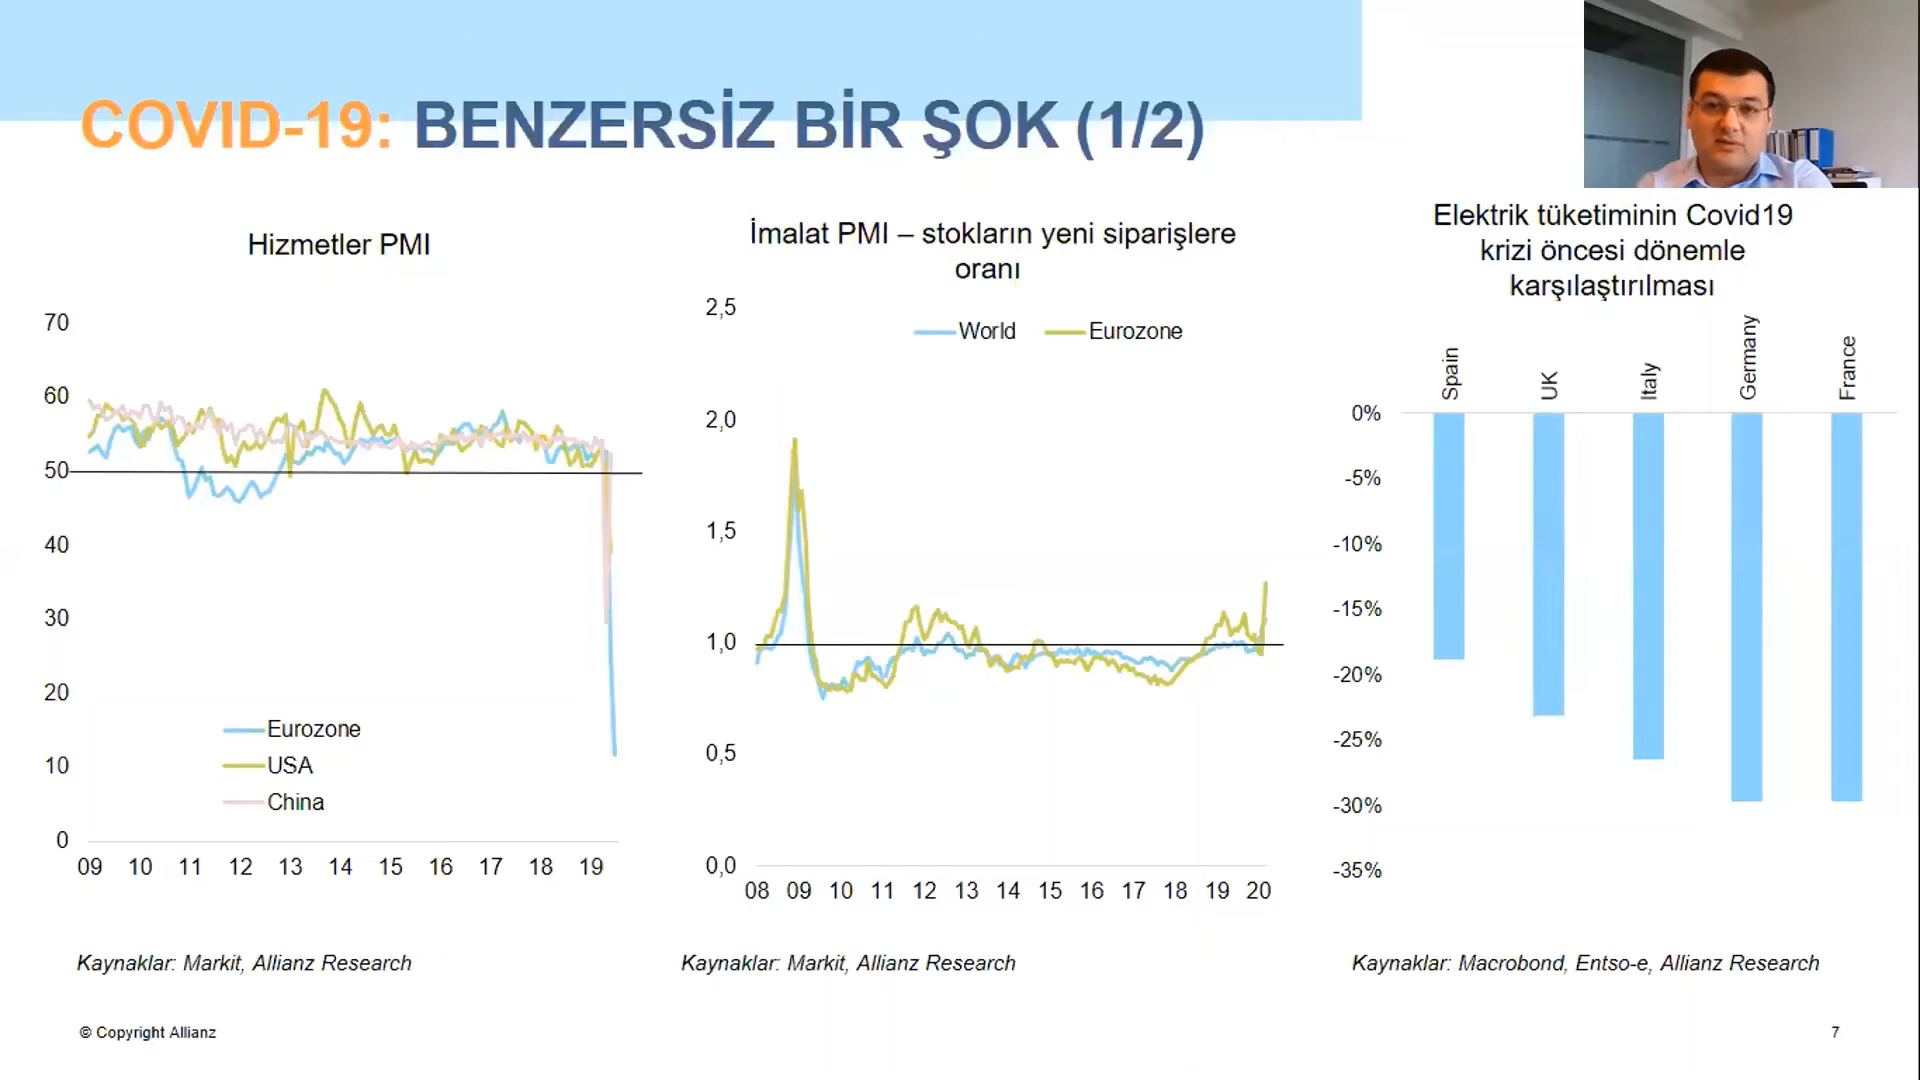 COVID-19: BENZERSİZ BİR ŞOK (1/2)
Hizmetler PMI
70
60
50
40
30
20
10
0
Eurozone
USA
China
09 10 11 12 13 14 15 16 17 18 19
Kaynaklar: Markit, Allianz Research
İmalat PMI – stokların yeni siparişlere
oranı
2,5
2,0
1,5
1,0
0,5
0,0
World Eurozone
08 09 10 11 12 13 14 15 16 17 18 19 20
Kaynaklar: Markit, Allianz Research
Elektrik tüketiminin Covid19
krizi öncesi dönemle
karşılaştırılması
Spain UK Italy Germany France
0%
-5%
-10%
-15%
-20%
-25%
-30%
-35%
Kaynaklar: Macrobond, Entso-e, Allianz Research
© Copyright Allianz
7